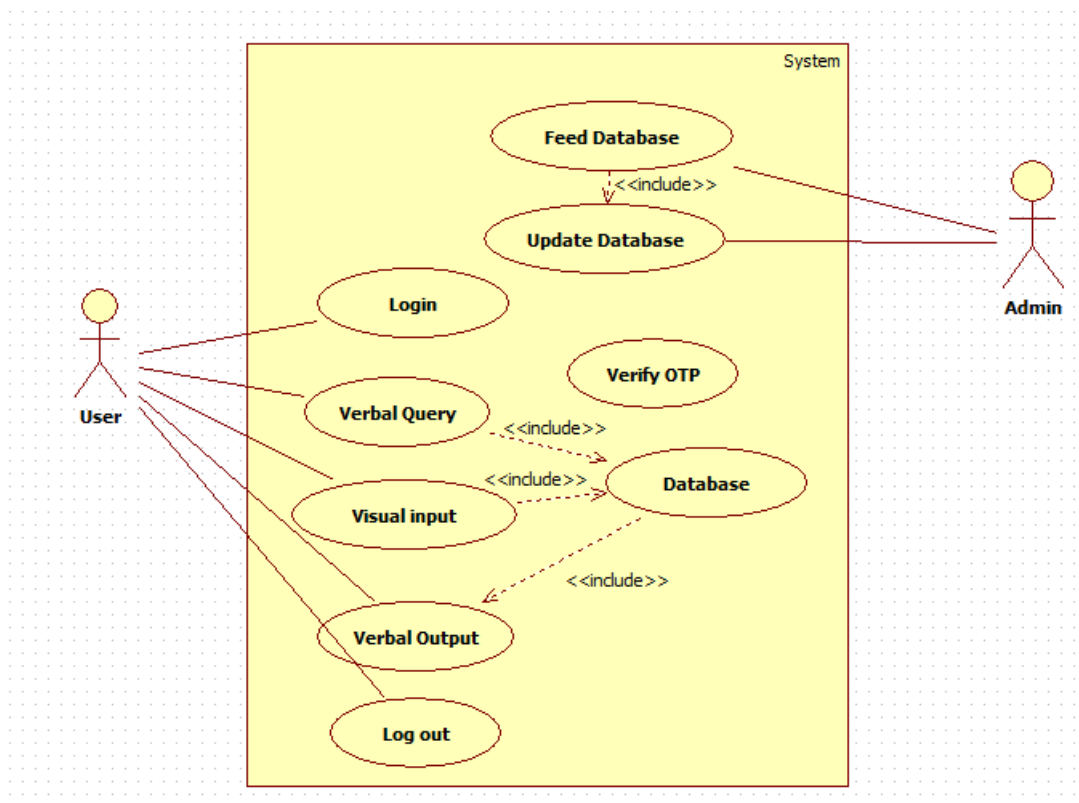 System
Feed Database
<<include>>
Update Database
Login
Admin
Verify OTP
User
Verbal Query
<<include>>
Database
<<include>>
Visual input
<<include>>
Verbal Output
Log out